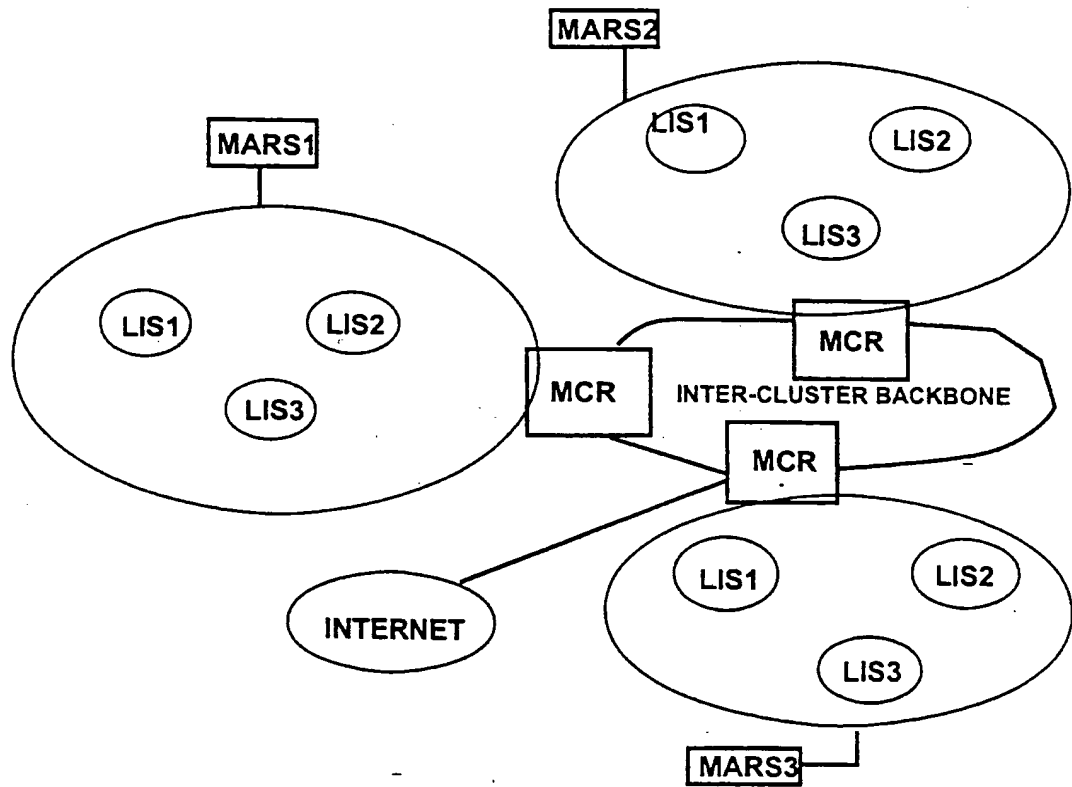 MARS2
LIS1
LIS2
LIS3
MARS1
LIS1
LIS2
LIS3
MCR
MCR
INTER-CLUSTER BACKBONE
MCR
INTERNET
LIS1
LIS2
LIS3
MARS3